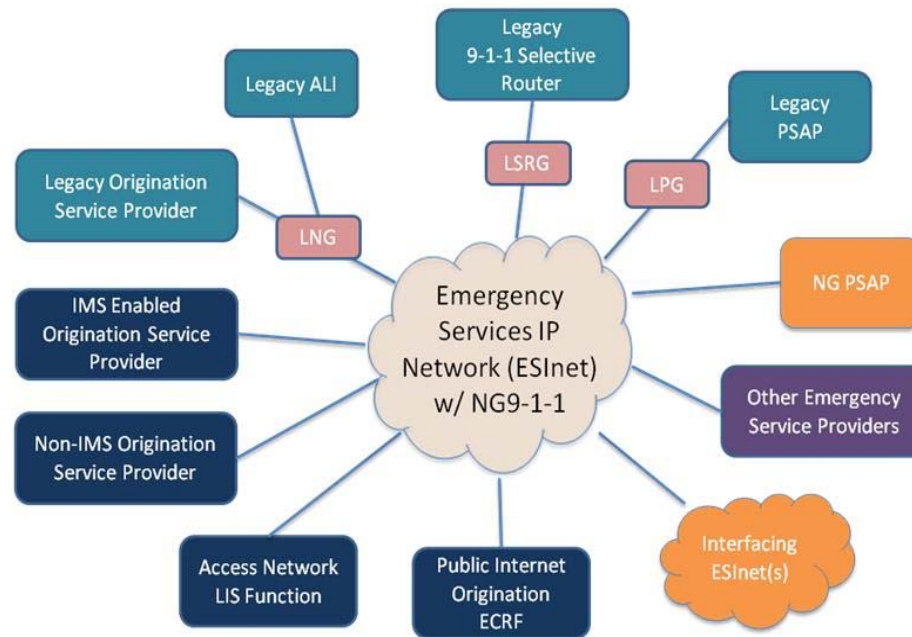 Legacy
9-1-1 Selective
Router
Legacy ALI
Legacy
PSAP
LSRG
LPG
Legacy Origination
Service Provider
LNG
NG PSAP
IMS Enabled
Origination Service
Provider
Emergency
Services IP
Network (ESInet)
w/ NG9-1-1
Other Emergency
Service Providers
Non-IMS Origination
Service Provider
Access Network
LIS Function
Public Internet
Origination
ECRF
Interfacing
ESInet(s)